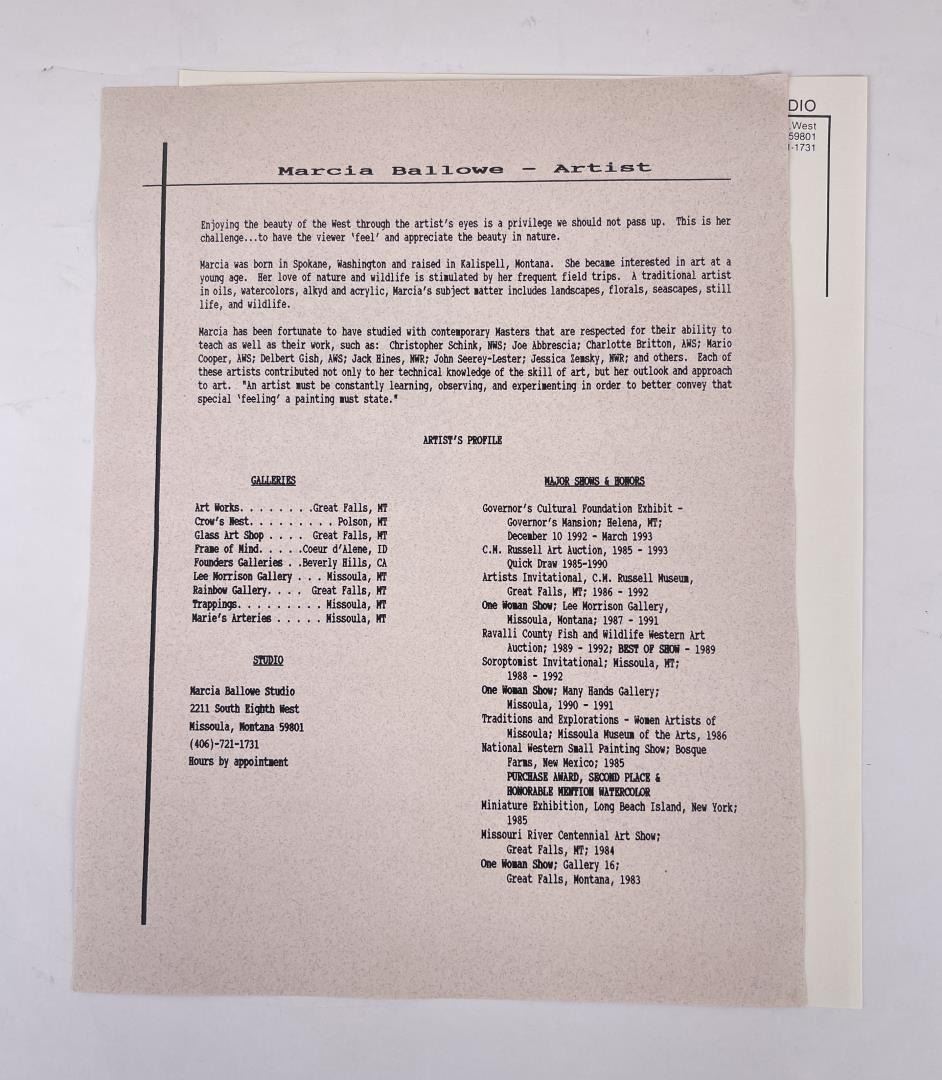 DIO
West
59801
-1731
Marcia Ballowe - Artist
Enjoying the beauty of the West through the artist's eyes is a privilege we should not pass up. This is her
challenge...to have the viewer 'feel' and appreciate the beauty in nature.
Marcia was born in Spokane, Washington and raised in Kalispell, Montana. She became interested in art at a
young age. Her love of nature and wildlife is stimulated by her frequent field trips. A traditional artist
in oils, watercolors, alkyd and acrylic, Marcia's subject matter includes landscapes, florals, seascapes, still
life, and wildlife.
Marcia has been fortunate to have studied with contemporary Masters that are respected for their ability to
teach as well as their work, such as: Christopher Schink, NWS; Joe Abbrescia; Charlotte Britton, AWS; Mario
Cooper, AWS; Delbert Gish, AWS; Jack Hines, NWR; John Seerey-Lester; Jessica Zemsky, NWR; and others. Each of
these artists contributed not only to her technical knowledge of the skill of art, but her outlook and approach
to art. "An artist must be constantly learning, observing, and experimenting in order to better convey that
special 'feeling' a painting must state."
ARTIST'S PROFILE
GALLERIES
Art Works. . . . . . . .Great Falls, MT
Crow's Nest. . . . . . . . . Polson, MT
Glass Art Shop . . . . Great Falls, MT
Frame of Mind. . . . .Coeur d'Alene, ID
Founders Galleries . .Beverly Hills, CA
Lee Morrison Gallery . . . Missoula, MT
Rainbow Gallery. . . . Great Falls, MT
Trappings. . . . . . . . . Missoula, MT
Marie's Arteries . . . . . Missoula, MT
STUDIO
Marcia Ballowe Studio
2211 South Eighth West
Missoula, Montana 59801
(406)-721-1731
Hours by appointment
MAJOR SHOWS & HONORS
Governor's Cultural Foundation Exhibit -
Governor's Mansion; Helena, MT;
December 10 1992 - March 1993
C.M. Russell Art Auction, 1985 - 1993
Quick Draw 1985-1990
Artists Invitational, C.M. Russell Museum,
Great Falls, MT; 1986 - 1992
One Woman Show; Lee Morrison Gallery,
Missoula, Montana; 1987 - 1991
Ravalli County Fish and Wildlife Western Art
Auction; 1989 - 1992; BEST OF SHOW - 1989
Soroptomist Invitational; Missoula, MT;
1988 - 1992
One Woman Show; Many Hands Gallery;
Missoula, 1990 - 1991
Traditions and Explorations - Women Artists of
Missoula; Missoula Museum of the Arts, 1986
National Western Small Painting Show; Bosque
Farms, New Mexico; 1985
PURCHASE AWARD, SECOND PLACE &
HONORABLE MENTION WATERCOLOR
Miniature Exhibition, Long Beach Island, New York;
1985
Missouri River Centennial Art Show;
Great Falls, MT; 1984
One Woman Show; Gallery 16;
Great Falls, Montana, 1983